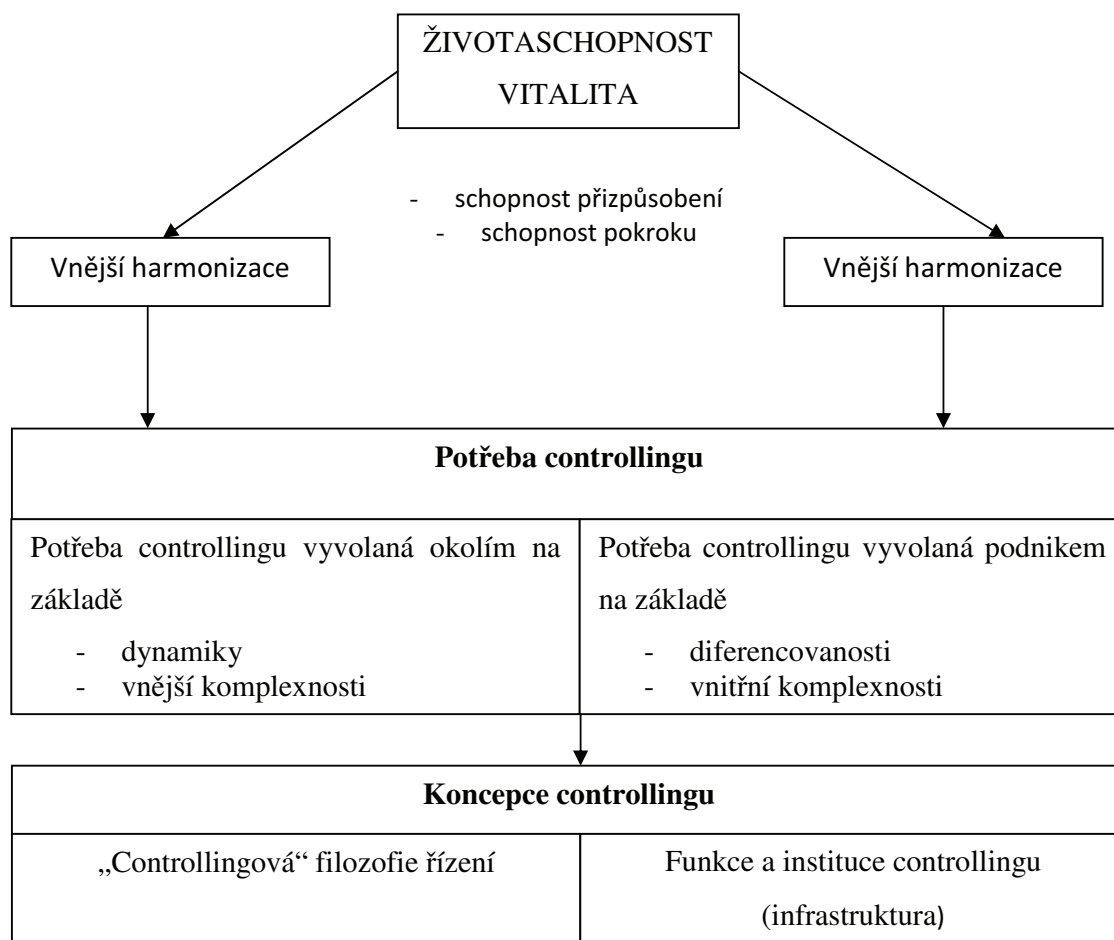 ŽIVOTASCHOPNOST
VITALITA
- schopnost přizpůsobení
- schopnost pokroku
Vnější harmonizace
Vnější harmonizace
Potřeba controllingu
Potřeba controllingu vyvolaná okolím na
základě
- dynamiky
- vnější komplexnosti
Potřeba controllingu vyvolaná podnikem
na základě
- diferencovanosti
- vnitřní komplexnosti
Koncepce controllingu
„Controllingová“ filozofie řízení
Funkce a instituce controllingu
(infrastruktura)